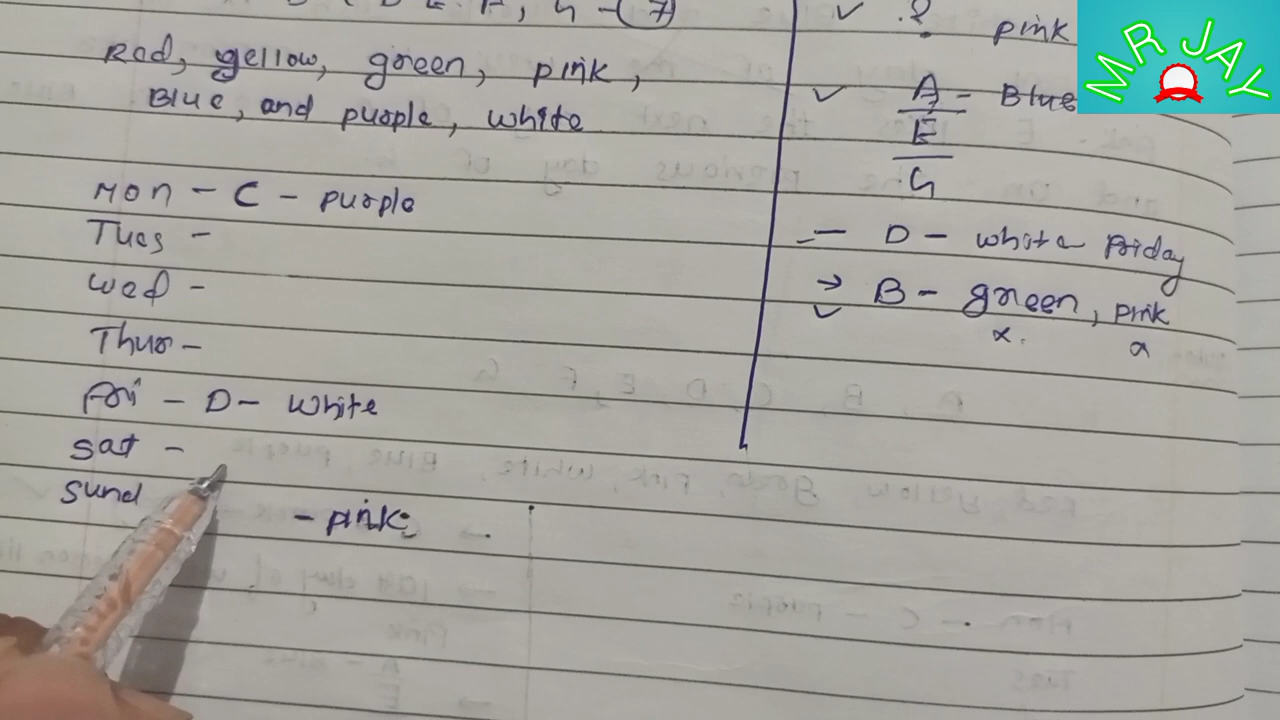 D E F, G - (7)
Red, yellow, green, pink,
Blue, and purple, white
Mon - C - purple
Tues -
wed -
Thur -
Fri - D - white
Sat -
Sund - pink
✓ .? pink
✓ A - Blue
E
G
- D - white Friday
→ B - green, pink
✓ x. x
MR JAY